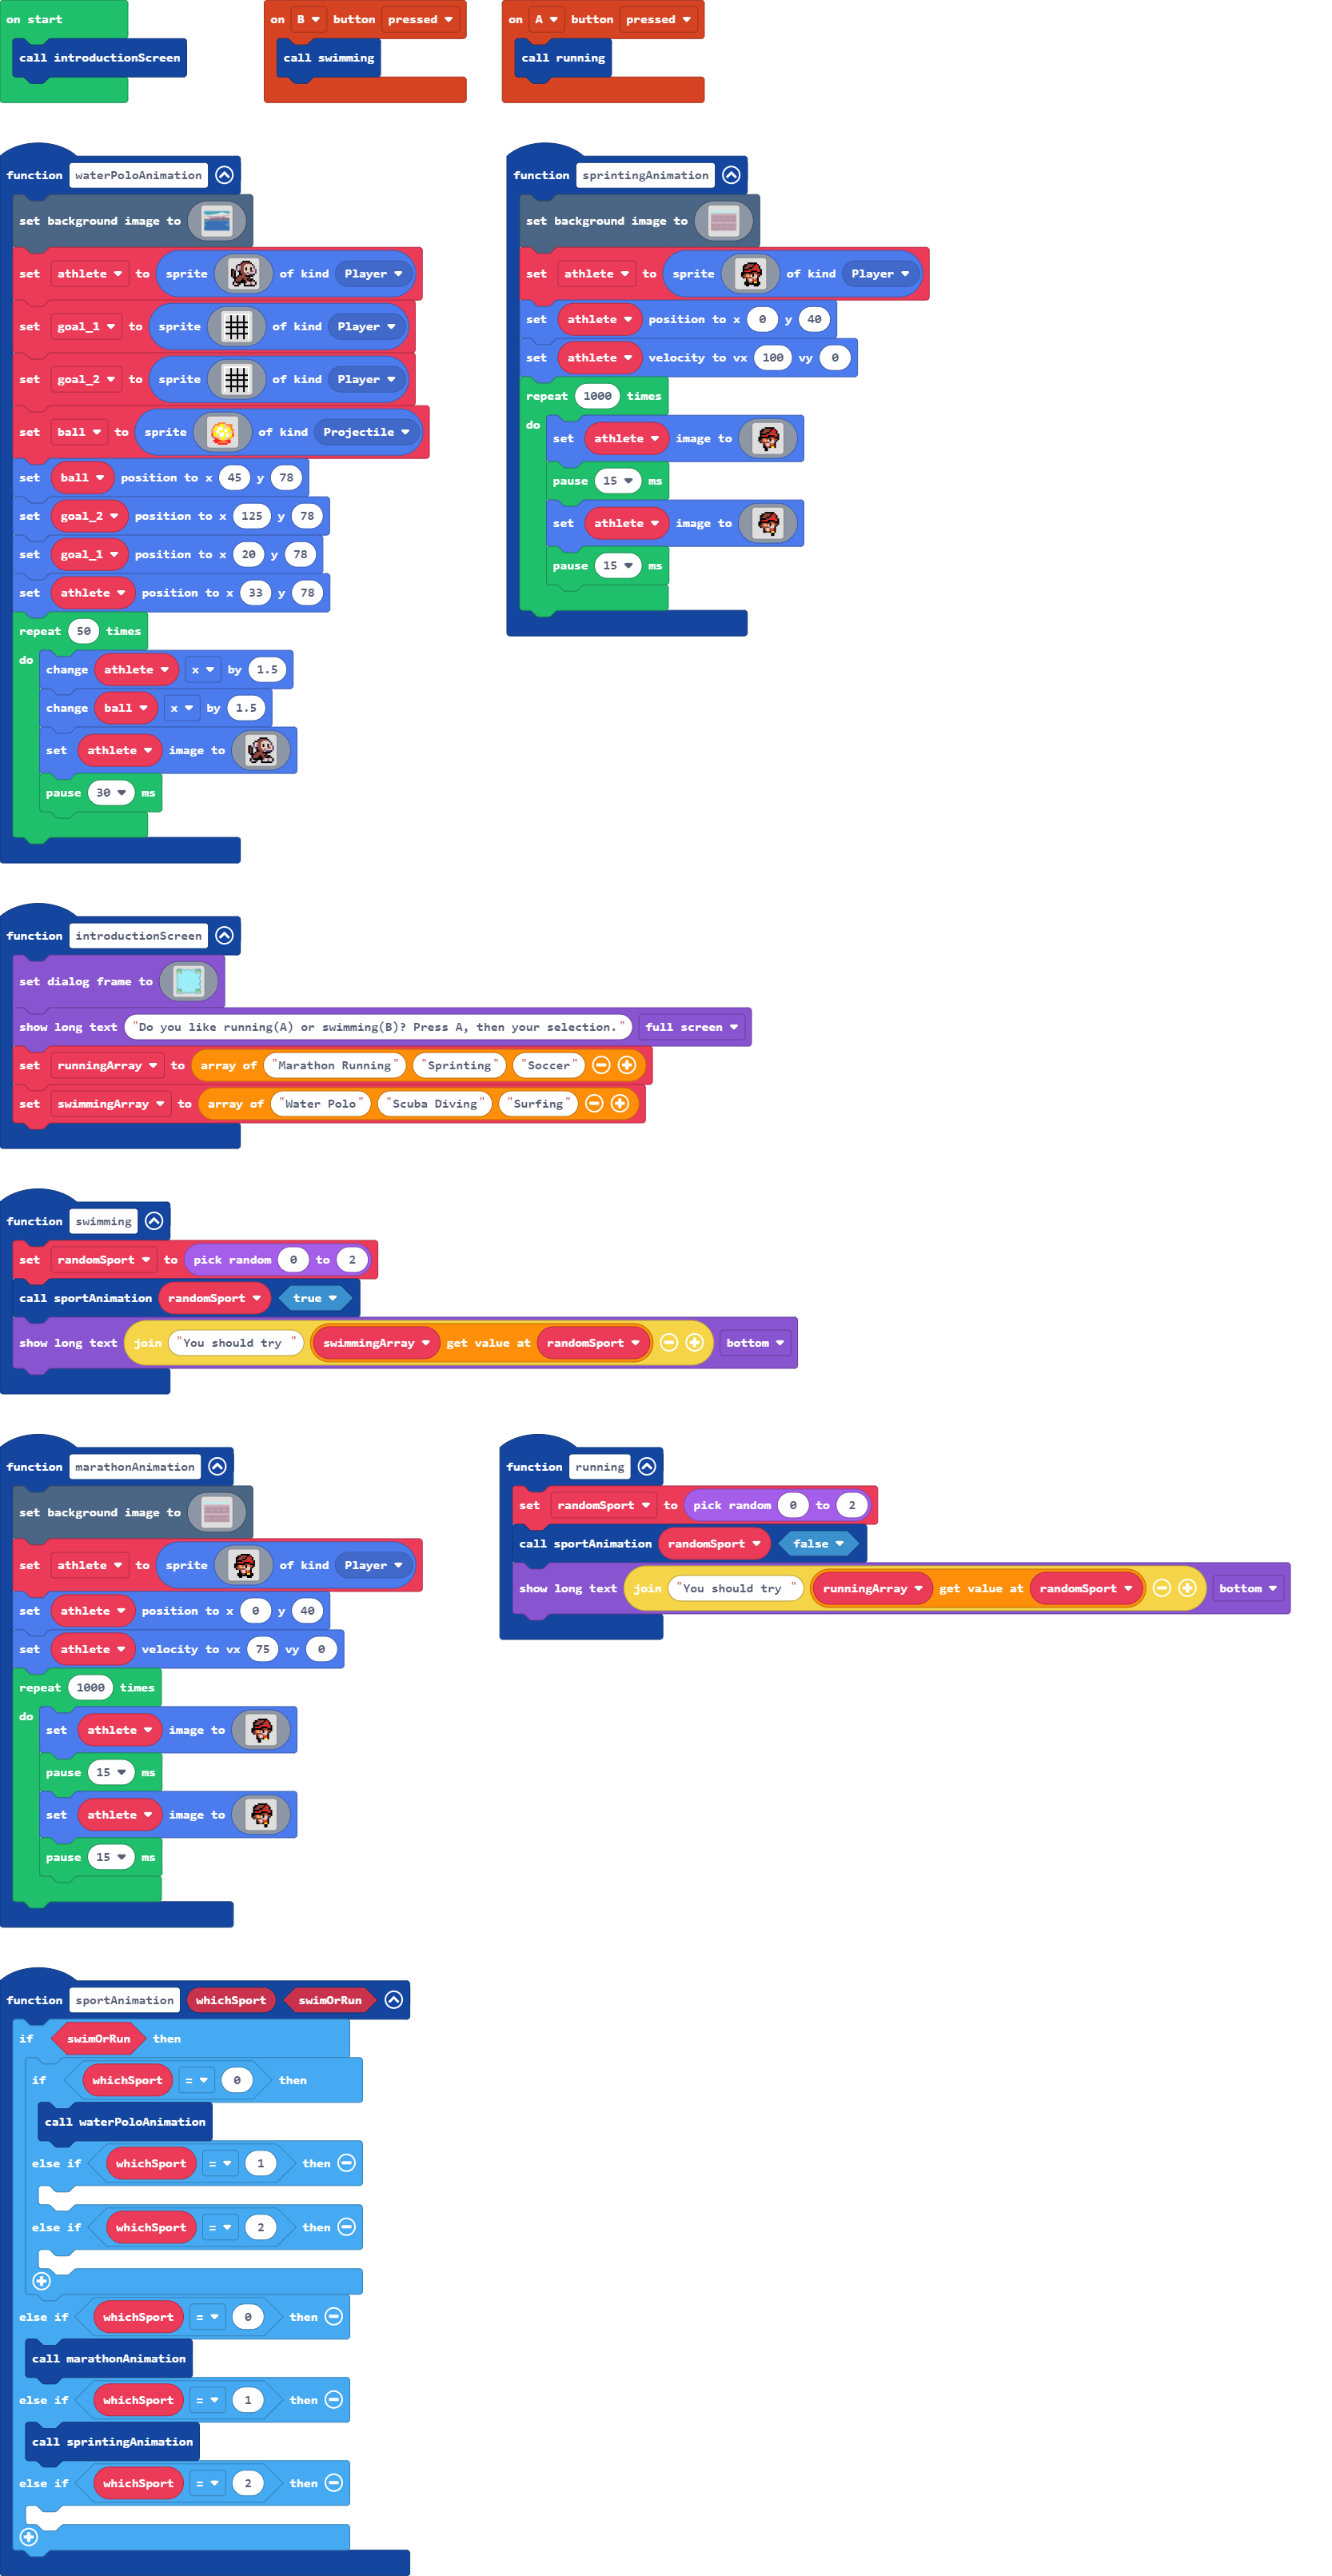 on start
call introductionScreen
on B button pressed
call swimming
on A button pressed
call running
function waterPoloAnimation
set background image to
set athlete to sprite of kind Player
set goal_1 to sprite of kind Player
set goal_2 to sprite of kind Player
set ball to sprite of kind Projectile
set ball position to x 45 y 78
set goal_2 position to x 125 y 78
set goal_1 position to x 20 y 78
set athlete position to x 33 y 78
repeat 50 times
do
change athlete x by 1.5
change ball x by 1.5
set athlete image to
pause 30 ms
function sprintingAnimation
set background image to
set athlete to sprite of kind Player
set athlete position to x 0 y 40
set athlete velocity to vx 100 vy 0
repeat 1000 times
do
set athlete image to
pause 15 ms
set athlete image to
pause 15 ms
function introductionScreen
set dialog frame to
show long text "Do you like running(A) or swimming(B)? Press A, then your selection." full screen
set runningArray to array of "Marathon Running" "Sprinting" "Soccer"
set swimmingArray to array of "Water Polo" "Scuba Diving" "Surfing"
function swimming
set randomSport to pick random 0 to 2
call sportAnimation randomSport true
show long text join "You should try " swimmingArray get value at randomSport bottom
function marathonAnimation
set background image to
set athlete to sprite of kind Player
set athlete position to x 0 y 40
set athlete velocity to vx 75 vy 0
repeat 1000 times
do
set athlete image to
pause 15 ms
set athlete image to
pause 15 ms
function running
set randomSport to pick random 0 to 2
call sportAnimation randomSport false
show long text join "You should try " runningArray get value at randomSport bottom
function sportAnimation whichSport swimOrRun
if swimOrRun then
if whichSport = 0 then
call waterPoloAnimation
else if whichSport = 1 then
else if whichSport = 2 then
else if whichSport = 0 then
call marathonAnimation
else if whichSport = 1 then
call sprintingAnimation
else if whichSport = 2 then